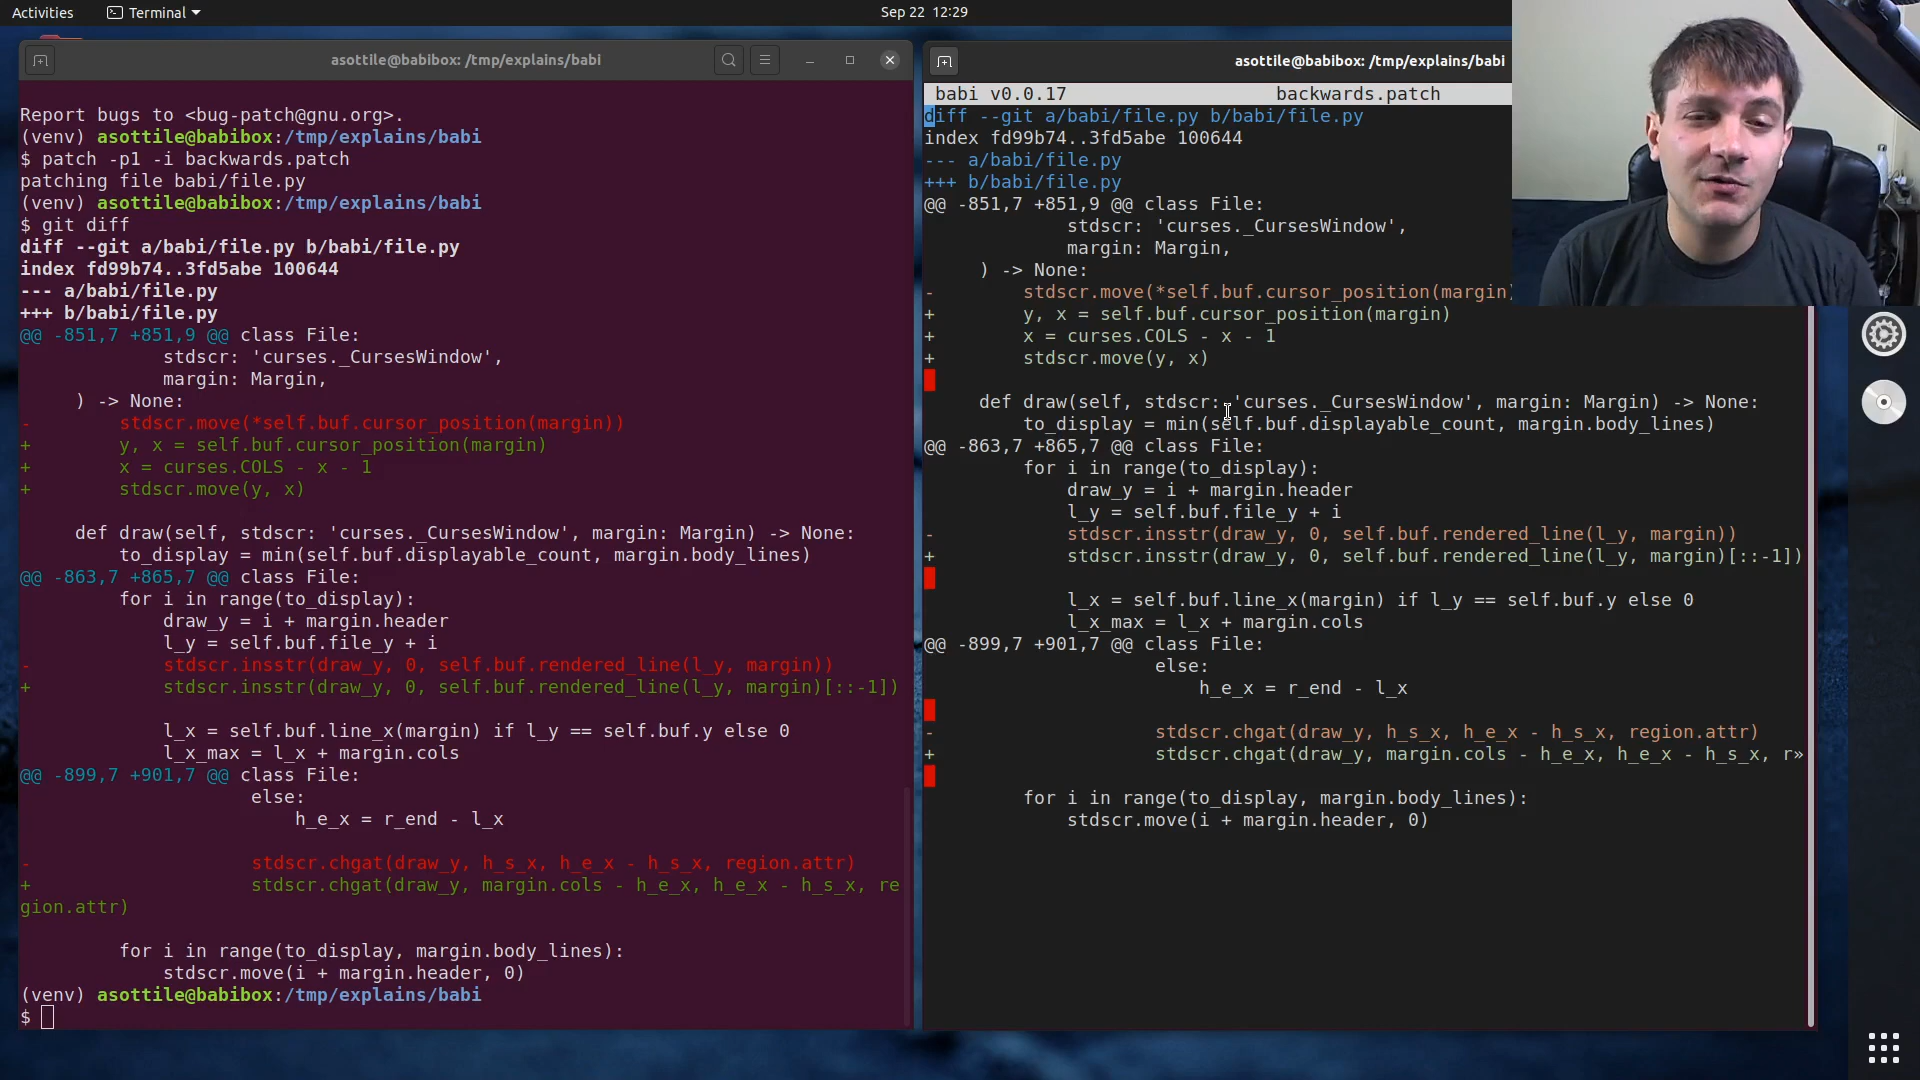 Activities
Terminal
Sep 22 12:29
asottile@babibox: /tmp/explains/babi
Report bugs to <bug-patch@gnu.org>.
(venv) asottile@babibox:/tmp/explains/babi
$ patch -p1 -i backwards.patch
patching file babi/file.py
(venv) asottile@babibox:/tmp/explains/babi
$ git diff
diff --git a/babi/file.py b/babi/file.py
index fd99b74..3fd5abe 100644
--- a/babi/file.py
+++ b/babi/file.py
@@ -851,7 +851,9 @@ class File:
             stdscr: 'curses._CursesWindow',
             margin: Margin,
     ) -> None:
-        stdscr.move(*self.buf.cursor_position(margin))
+        y, x = self.buf.cursor_position(margin)
+        x = curses.COLS - x - 1
+        stdscr.move(y, x)
     def draw(self, stdscr: 'curses._CursesWindow', margin: Margin) -> None:
         to_display = min(self.buf.displayable_count, margin.body_lines)
@@ -863,7 +865,7 @@ class File:
         for i in range(to_display):
             draw_y = i + margin.header
             l_y = self.buf.file_y + i
-            stdscr.insstr(draw_y, 0, self.buf.rendered_line(l_y, margin))
+            stdscr.insstr(draw_y, 0, self.buf.rendered_line(l_y, margin)[::-1])
             l_x = self.buf.line_x(margin) if l_y == self.buf.y else 0
             l_x_max = l_x + margin.cols
@@ -899,7 +901,7 @@ class File:
                     else:
                         h_e_x = r_end - l_x
-                    stdscr.chgat(draw_y, h_s_x, h_e_x - h_s_x, region.attr)
+                    stdscr.chgat(draw_y, margin.cols - h_e_x, h_e_x - h_s_x, re
gion.attr)
         for i in range(to_display, margin.body_lines):
             stdscr.move(i + margin.header, 0)
(venv) asottile@babibox:/tmp/explains/babi
$
asottile@babibox: /tmp/explains/babi
babi v0.0.17 backwards.patch
diff --git a/babi/file.py b/babi/file.py
index fd99b74..3fd5abe 100644
--- a/babi/file.py
+++ b/babi/file.py
@@ -851,7 +851,9 @@ class File:
             stdscr: 'curses._CursesWindow',
             margin: Margin,
     ) -> None:
-        stdscr.move(*self.buf.cursor_position(margin)
+        y, x = self.buf.cursor_position(margin)
+        x = curses.COLS - x - 1
+        stdscr.move(y, x)
     def draw(self, stdscr: 'curses._CursesWindow', margin: Margin) -> None:
         to_display = min(self.buf.displayable_count, margin.body_lines)
@@ -863,7 +865,7 @@ class File:
         for i in range(to_display):
             draw_y = i + margin.header
             l_y = self.buf.file_y + i
-            stdscr.insstr(draw_y, 0, self.buf.rendered_line(l_y, margin))
+            stdscr.insstr(draw_y, 0, self.buf.rendered_line(l_y, margin)[::-1])
             l_x = self.buf.line_x(margin) if l_y == self.buf.y else 0
             l_x_max = l_x + margin.cols
@@ -899,7 +901,7 @@ class File:
                     else:
                         h_e_x = r_end - l_x
-                    stdscr.chgat(draw_y, h_s_x, h_e_x - h_s_x, region.attr)
+                    stdscr.chgat(draw_y, margin.cols - h_e_x, h_e_x - h_s_x, r»
         for i in range(to_display, margin.body_lines):
             stdscr.move(i + margin.header, 0)